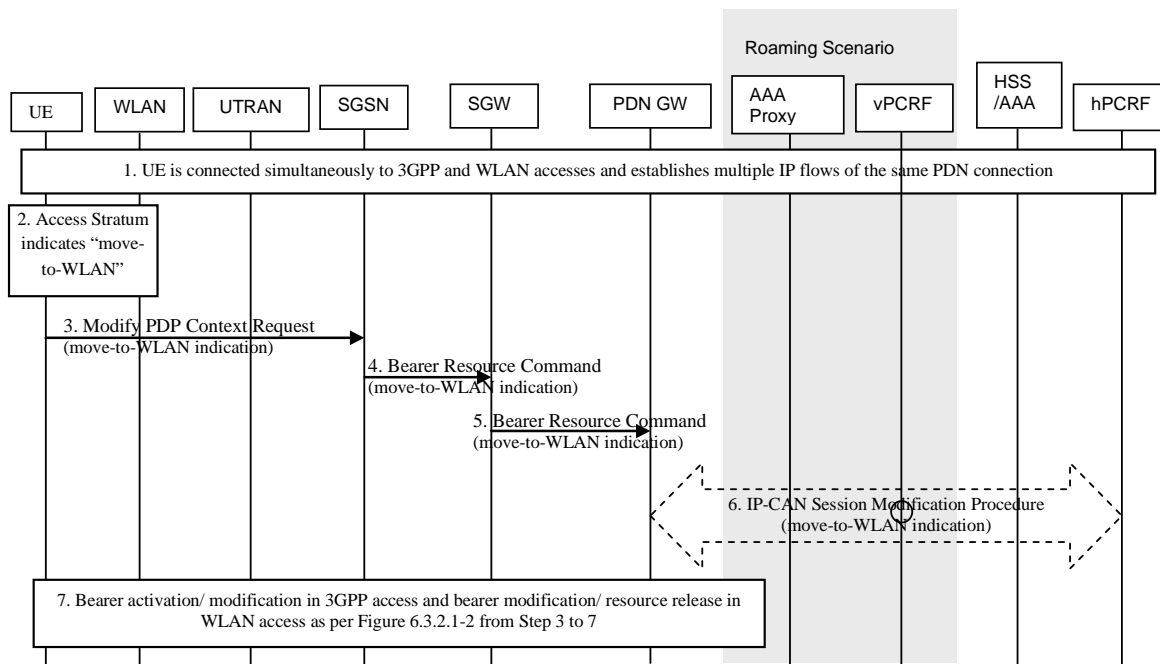 Roaming Scenario
UE
WLAN
UTRAN
SGSN
SGW
PDN GW
AAA
Proxy
vPCRF
HSS
/AAA
hPCRF
1. UE is connected simultaneously to 3GPP and WLAN accesses and establishes multiple IP flows of the same PDN connection
2. Access Stratum
indicates “move-
to-WLAN”
3. Modify PDP Context Request
(move-to-WLAN indication)
4. Bearer Resource Command
(move-to-WLAN indication)
5. Bearer Resource Command
(move-to-WLAN indication)
6. IP-CAN Session Modification Procedure
(move-to-WLAN indication)
7. Bearer activation/ modification in 3GPP access and bearer modification/ resource release in
WLAN access as per Figure 6.3.2.1-2 from Step 3 to 7